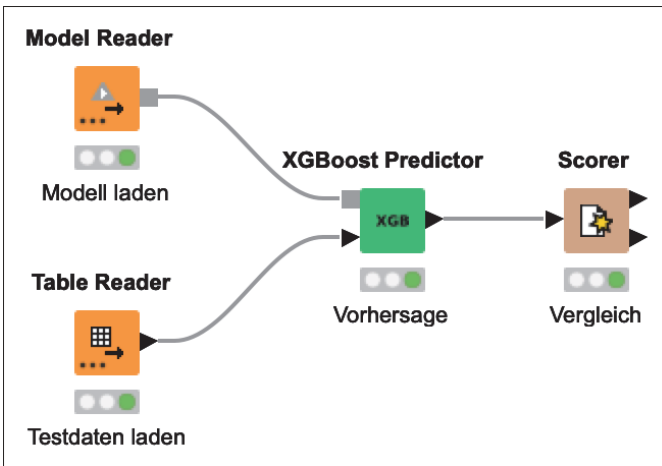 Model Reader
Modell laden
XGBoost Predictor
XGB
Vorhersage
Scorer
Vergleich
Table Reader
Testdaten laden